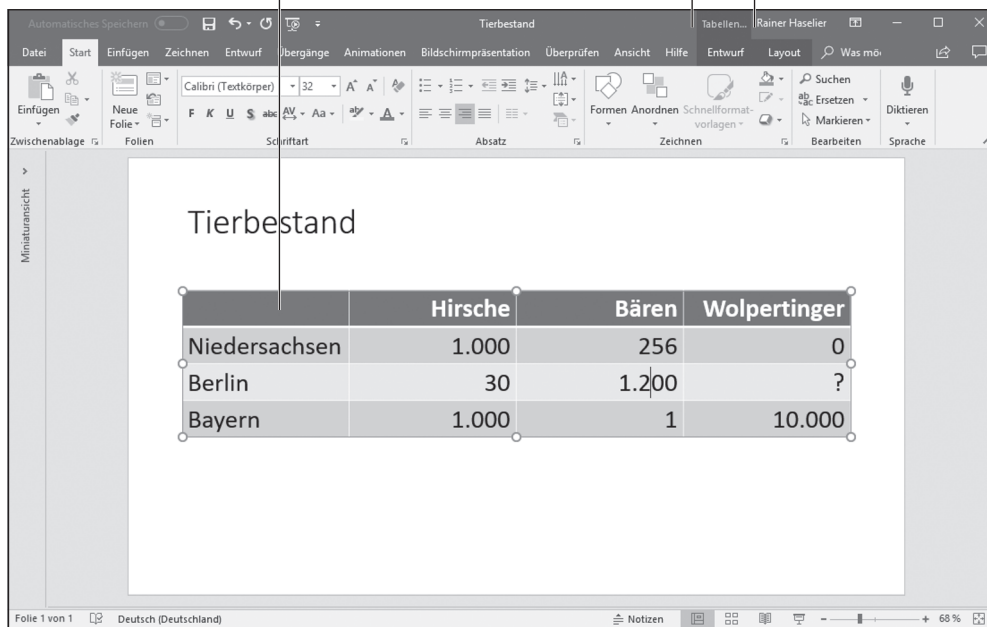 Automatisches Speichern Tierbestand Tabellen... Rainer Haselier
Datei Start Einfügen Zeichnen Entwurf Übergänge Animationen Bildschirmpräsentation Überprüfen Ansicht Hilfe Entwurf Layout Was mö
Calibri (Textkörper) 32 Suchen
Einfügen Neue Folie F K U S abc AV Aa A Formen Anordnen Schnellformat-vorlagen Ersetzen Diktieren
Markieren
Zwischenablage Folien Schriftart Absatz Zeichnen Bearbeiten Sprache
Miniaturansicht
Tierbestand
Hirsche Bären Wolpertinger
Niedersachsen 1.000 256 0
Berlin 30 1.200 ?
Bayern 1.000 1 10.000
Folie 1 von 1 Deutsch (Deutschland) Notizen 68 %